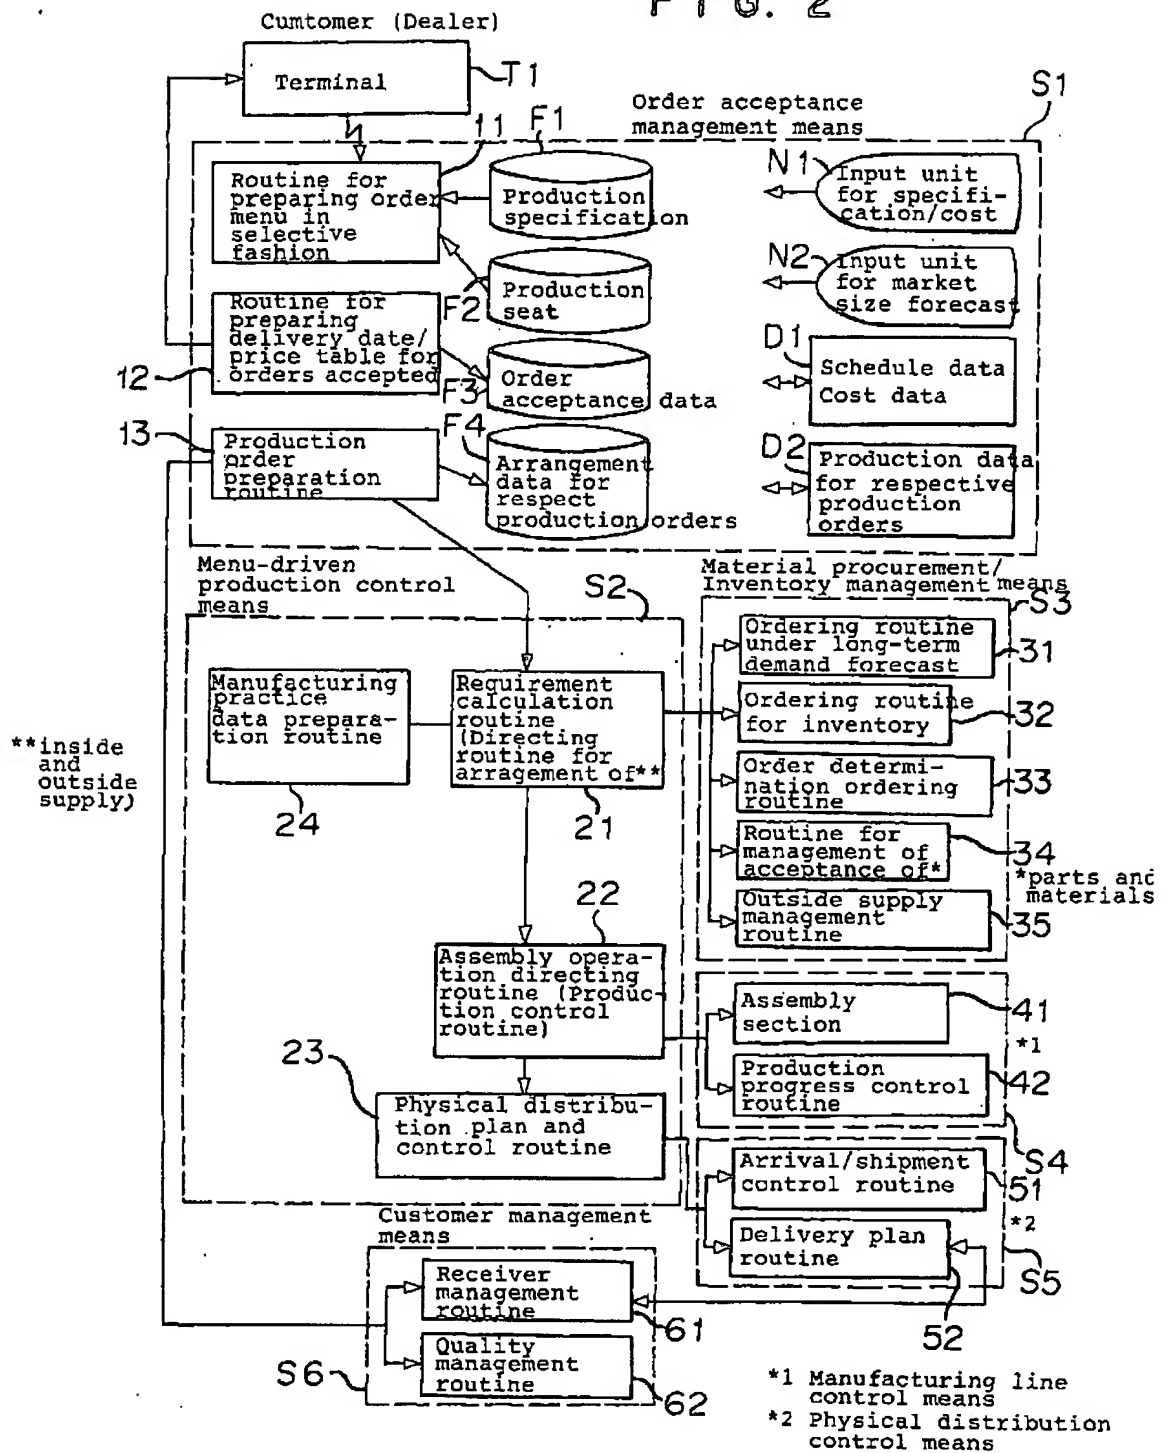 FIG. 2
Cumtomer (Dealer)
Terminal
T1
Order acceptance
management means
S1
11
F1
Routine for
preparing order
menu in
selective
fashion
Production
specification
N1
Input unit
for specifi-
cation/cost
F2
Production
seat
N2
Input unit
for market
size forecast
12
Routine for
preparing
delivery date/
price table for
orders accepted
F3
Order
acceptance data
D1
Schedule data
Cost data
13
Production
order
preparation
routine
F4
Arrangement
data for
respect
production orders
D2
Production data
for respective
production
orders
Menu-driven
production control
means
S2
Material procurement/
Inventory management means
S3
Manufacturing
practice
data prepara-
tion routine
24
21
Requirement
calculation
routine
(Directing
routine for
arragement of**
**inside
and
outside
supply)
Ordering routine
under long-term
demand forecast
31
Ordering routine
for inventory
32
Order determi-
nation ordering
routine
33
Routine for
management of
acceptance of*
34
*parts and
materials
Outside supply
management
routine
35
22
Assembly opera-
tion directing
routine (Produc-
tion control
routine)
Assembly
section
41
*1
Production
progress control
routine
42
S4
23
Physical distribu-
tion plan and
control routine
Arrival/shipment
control routine
51
*2
Delivery plan
routine
52
S5
Customer management
means
Receiver
management
routine
61
Quality
management
routine
62
S6
*1 Manufacturing line
control means
*2 Physical distribution
control means